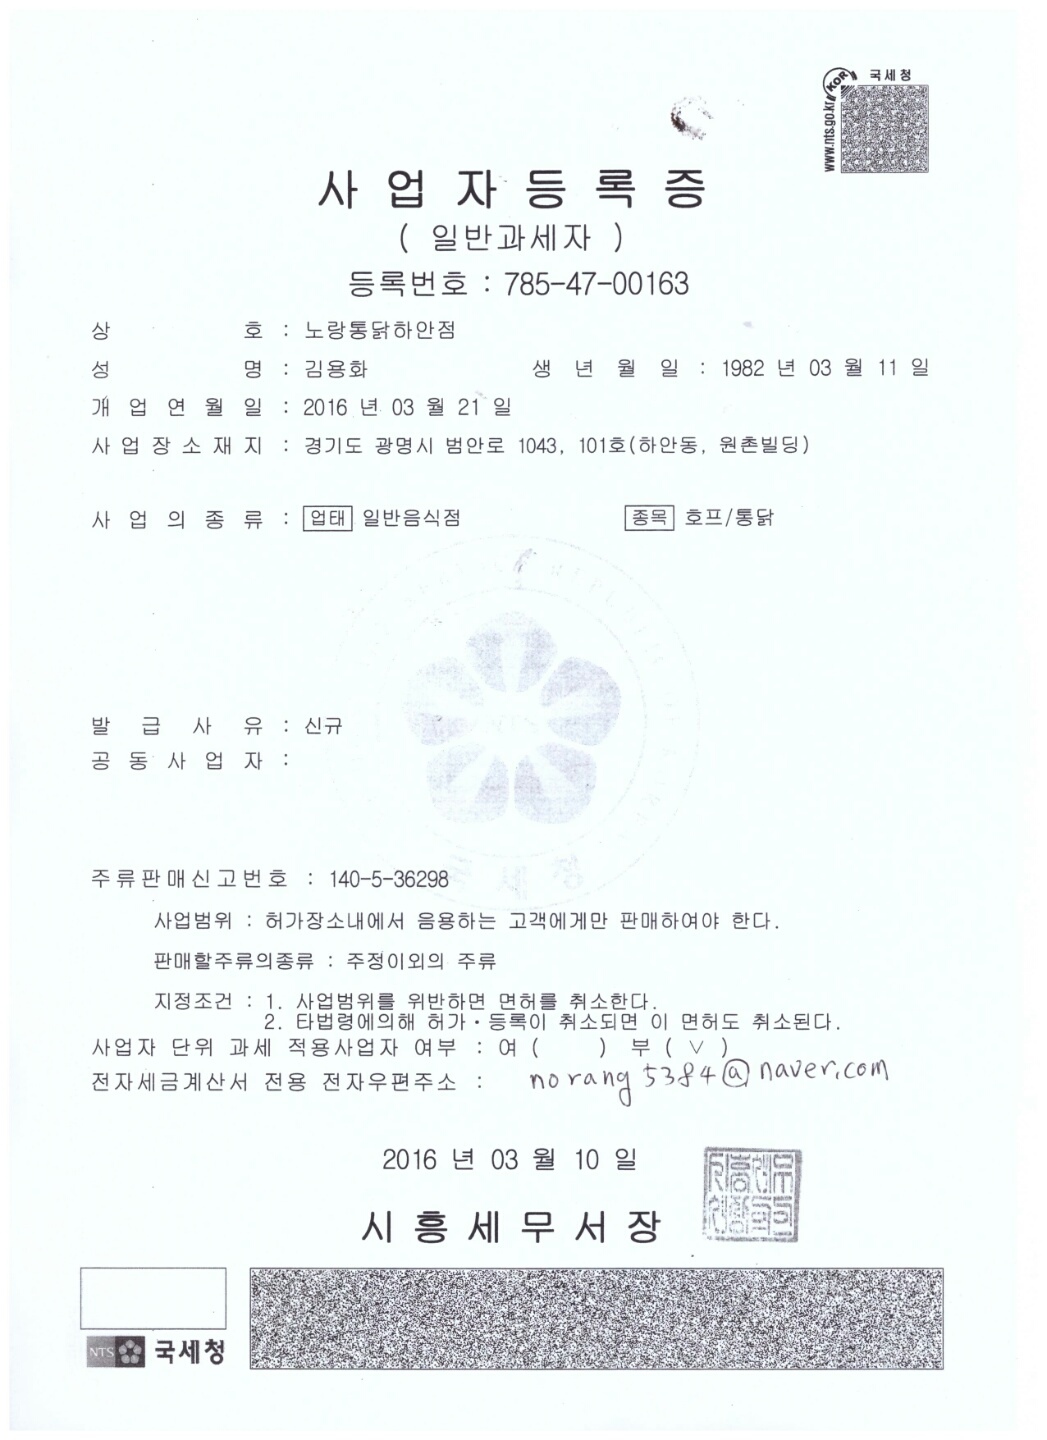 국세청
KOR
www.nts.go.kr
사업자등록증
( 일반과세자 )
등록번호 : 785-47-00163
상 호 : 노랑통닭하안점
성 명 : 김용화 생 년 월 일 : 1982 년 03 월 11 일
개 업 연 월 일 : 2016 년 03 월 21 일
사 업 장 소 재 지 : 경기도 광명시 범안로 1043, 101호(하안동, 원촌빌딩)
사 업 의 종 류 : 업태 일반음식점 종목 호프/통닭
발 급 사 유 : 신규
공 동 사 업 자 :
주류판매신고번호 : 140-5-36298
사업범위 : 허가장소내에서 음용하는 고객에게만 판매하여야 한다.
판매할주류의종류 : 주정이외의 주류
지정조건 : 1. 사업범위를 위반하면 면허를 취소한다.
2. 타법령에의해 허가·등록이 취소되면 이 면허도 취소된다.
사업자 단위 과세 적용사업자 여부 : 여 ( ) 부 ( ∨ )
전자세금계산서 전용 전자우편주소 : norang5384@naver.com
2016 년 03 월 10 일
시흥세무서장
NTS 국세청